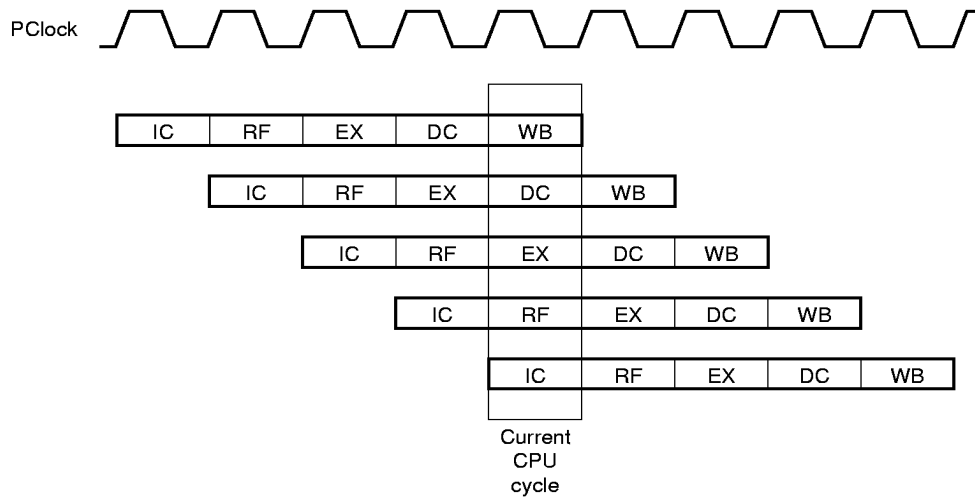 PClock
IC RF EX DC WB
IC RF EX DC WB
IC RF EX DC WB
IC RF EX DC WB
IC RF EX DC WB
Current
CPU
cycle